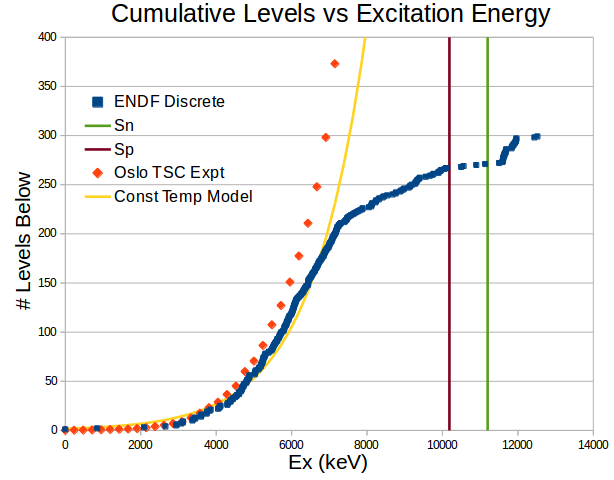 Cumulative Levels vs Excitation Energy
400
350
300
250
200
150
100
50
0
# Levels Below
ENDF Discrete
Sn
Sp
Oslo TSC Expt
Const Temp Model
0 2000 4000 6000 8000 10000 12000 14000
Ex (keV)